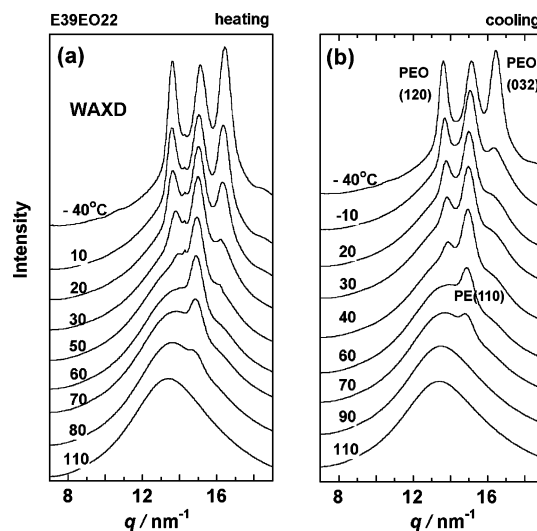 E39EO22 heating
(a)
WAXD
- 40°C
10
20
30
50
60
70
80
110
Intensity
8 12 16
q / nm⁻¹
cooling
(b)
PEO
(120)
PEO
(032)
- 40°C
-10
20
30
40
PE(110)
60
70
90
110
8 12 16
q / nm⁻¹